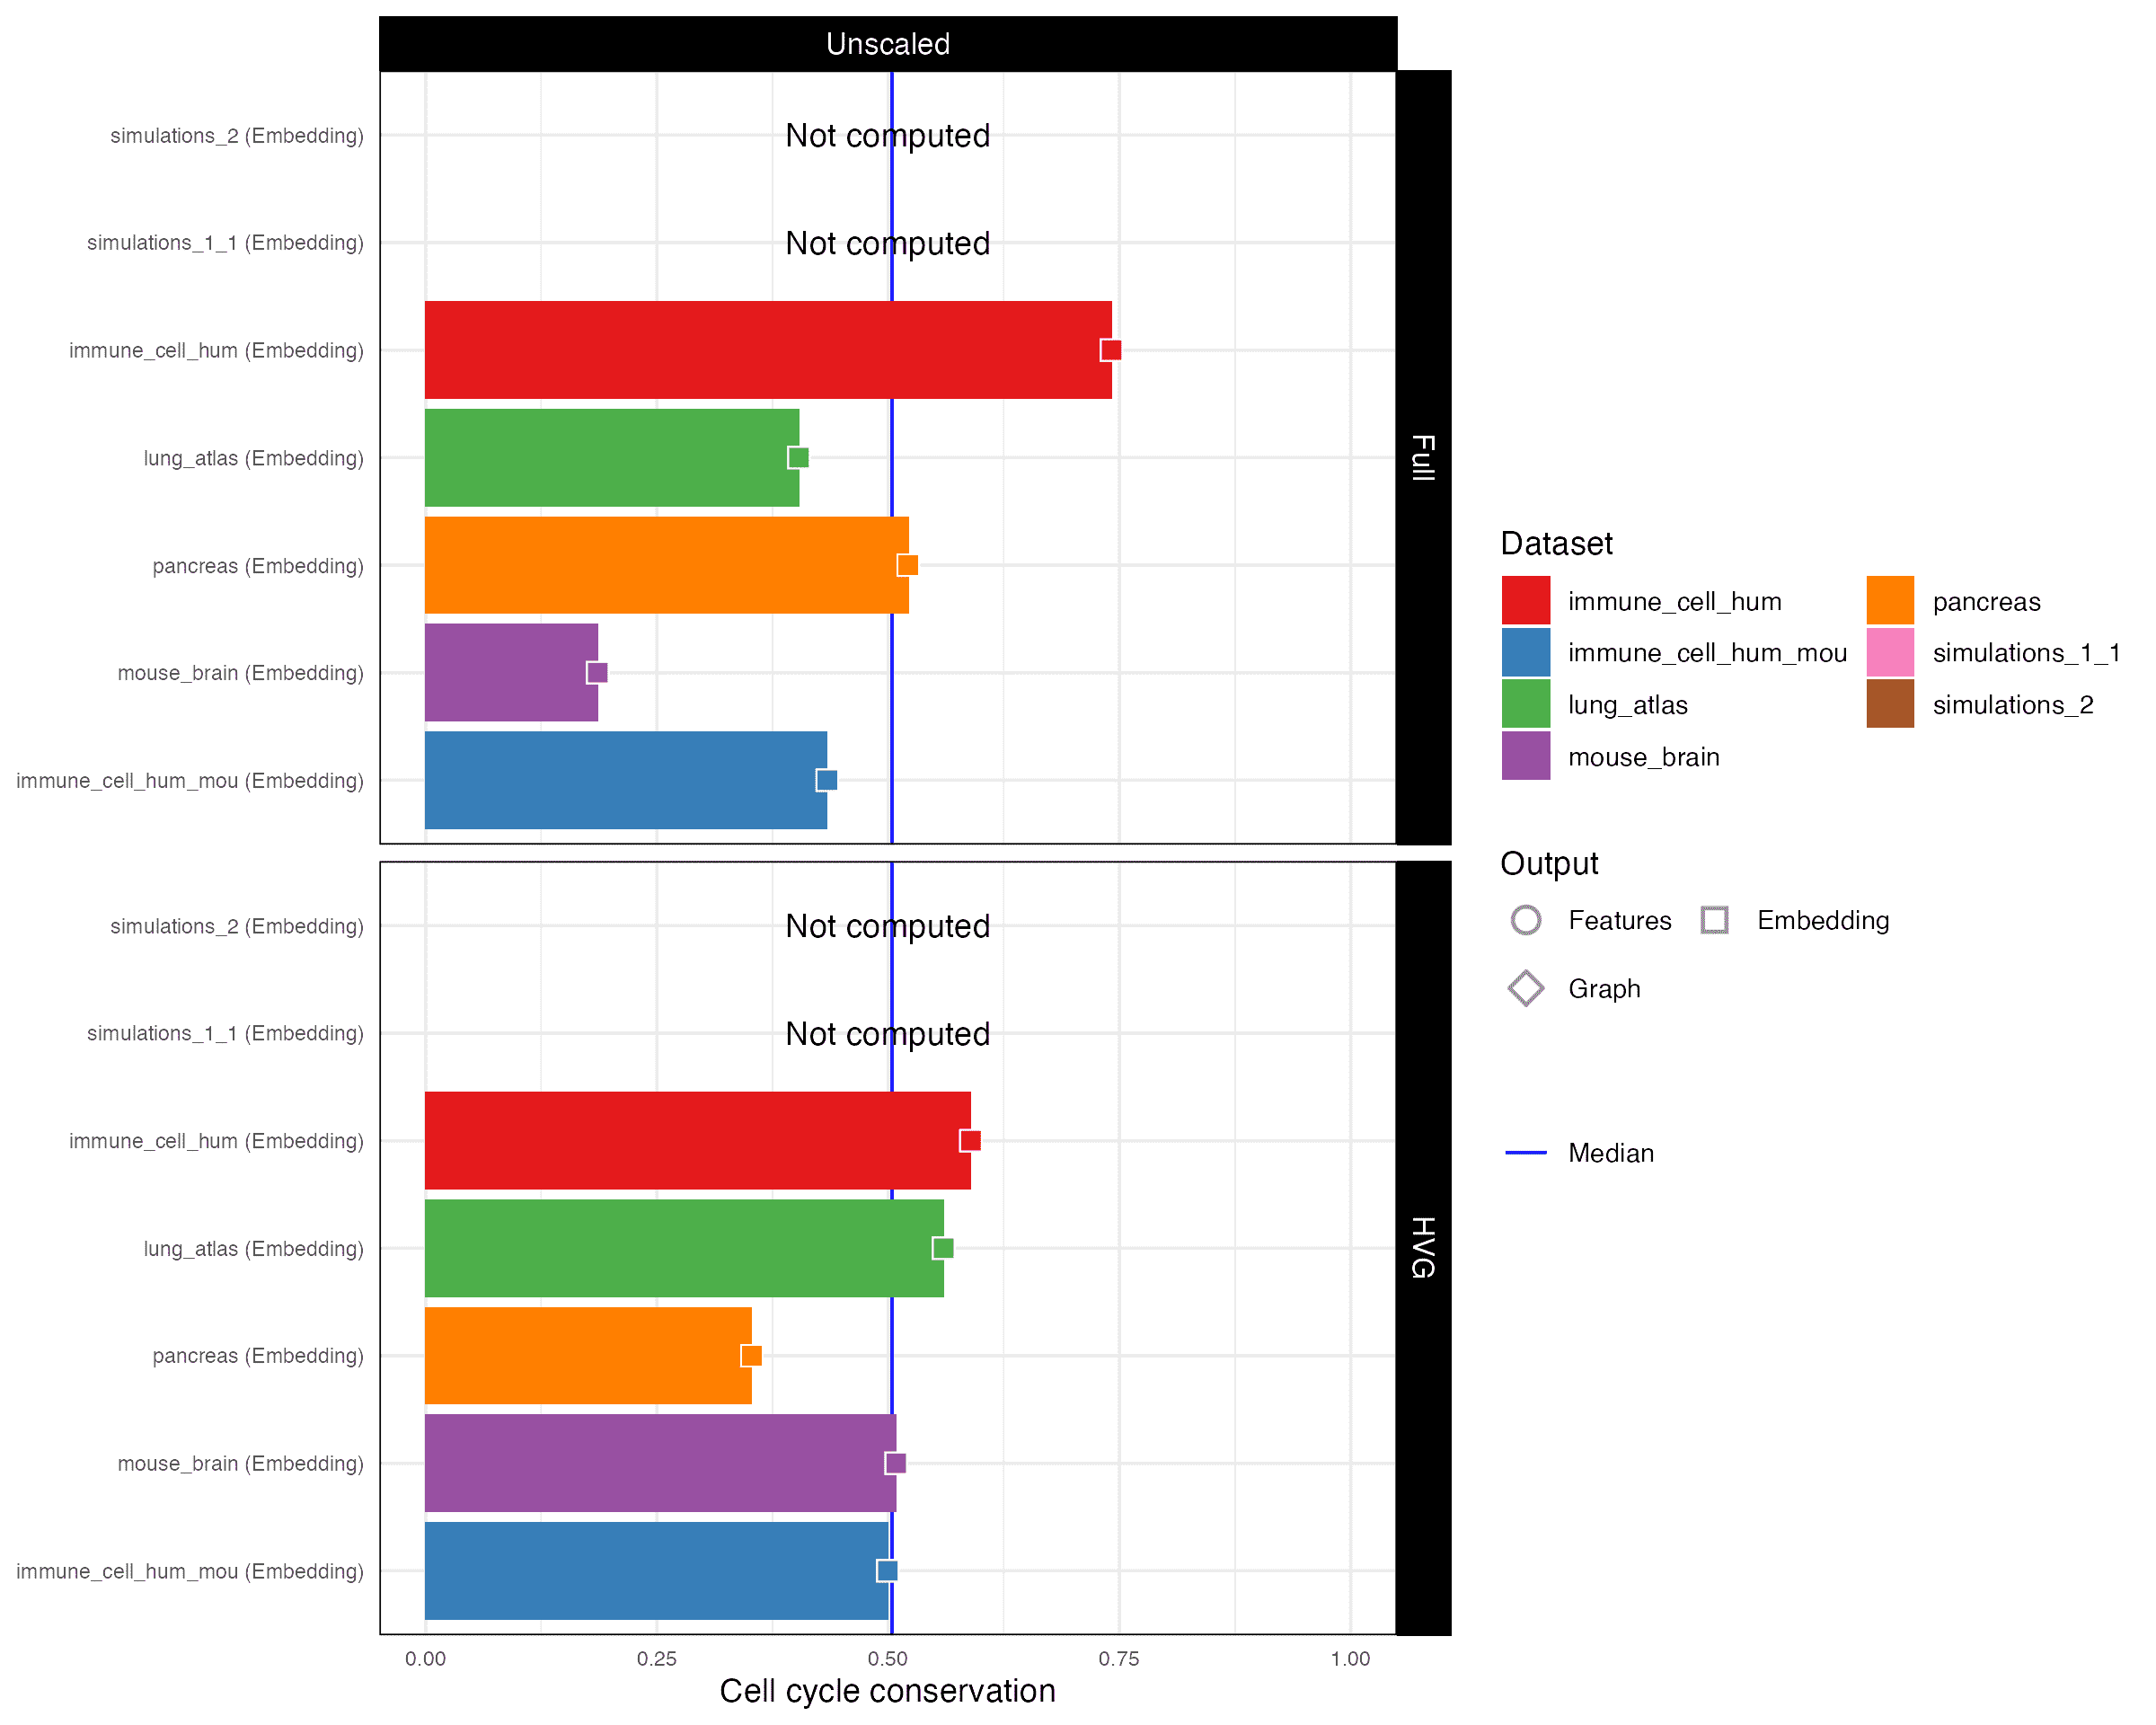 Unscaled
simulations_2 (Embedding)
Not computed
simulations_1_1 (Embedding)
Not computed
immune_cell_hum (Embedding)
lung_atlas (Embedding)
pancreas (Embedding)
mouse_brain (Embedding)
immune_cell_hum_mou (Embedding)
Full
simulations_2 (Embedding)
Not computed
simulations_1_1 (Embedding)
Not computed
immune_cell_hum (Embedding)
lung_atlas (Embedding)
pancreas (Embedding)
mouse_brain (Embedding)
immune_cell_hum_mou (Embedding)
HVG
0.00 0.25 0.50 0.75 1.00
Cell cycle conservation
Dataset
immune_cell_hum pancreas
immune_cell_hum_mou simulations_1_1
lung_atlas simulations_2
mouse_brain
Output
Features Embedding
Graph
Median